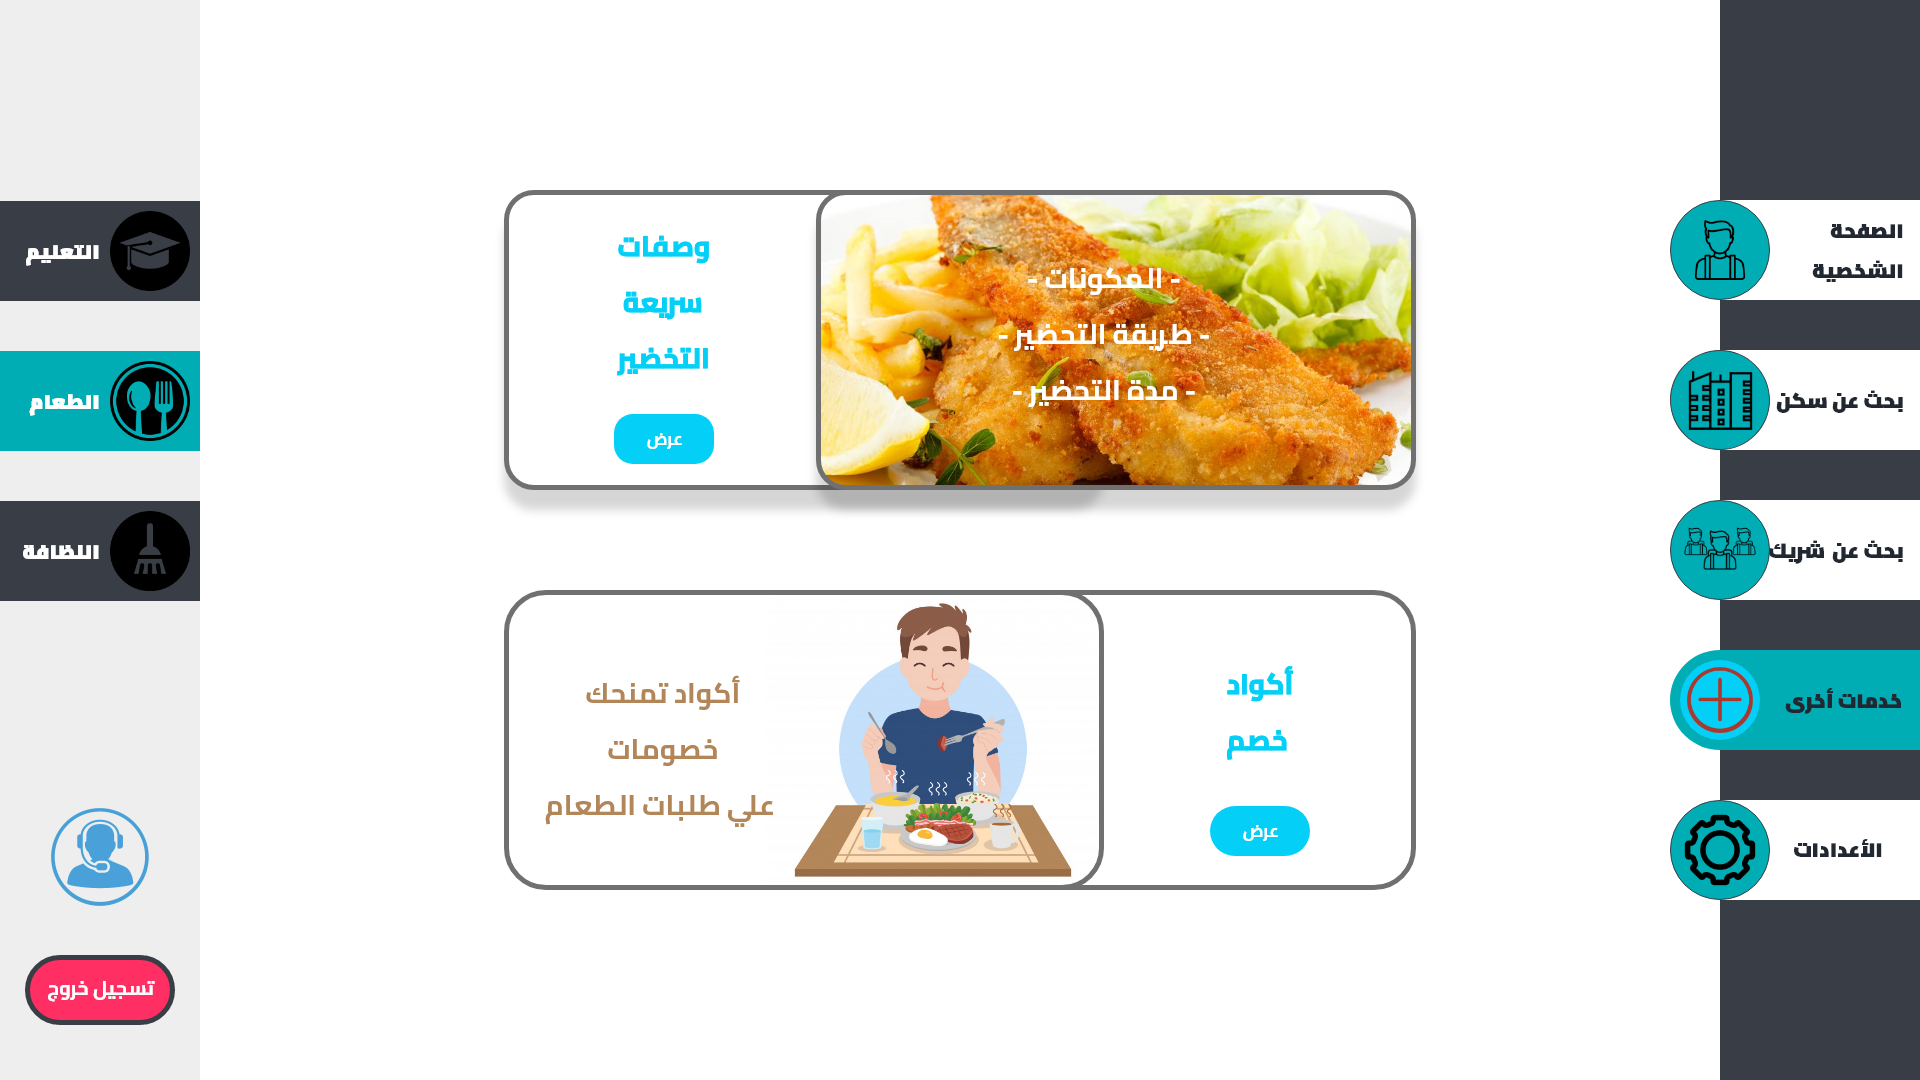 الصفحة
الشخصية
بحث عن سكن
بحث عن شريك
خدمات أخرى
الأعدادات
- المكونات -
- طريقة التحضير -
- مدة التحضير -
وصفات
سريعة
التخضير
عرض
أكواد
خصم
عرض
أكواد تمنحك
خصومات
علي طلبات الطعام
التعليم
الطعام
النظافة
تسجيل خروج